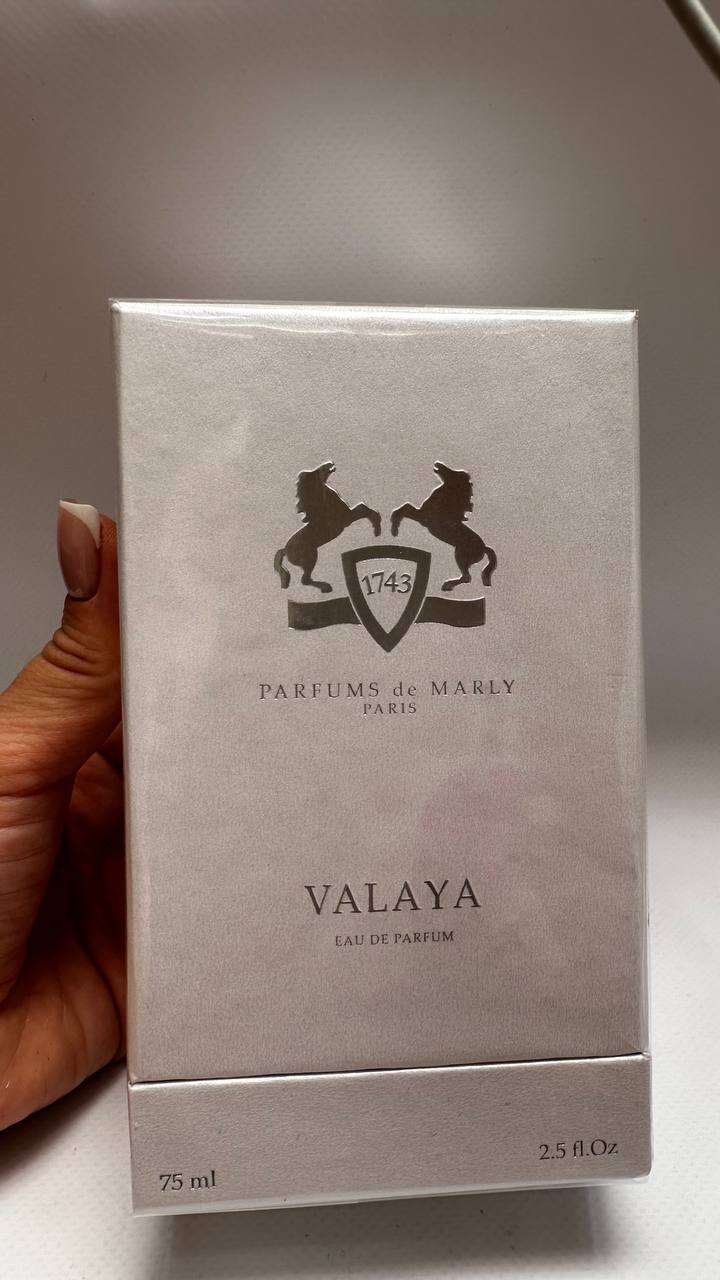 1743
PARFUMS de MARLY
PARIS
VALAYA
EAU DE PARFUM
75 ml
2.5 fl.Oz